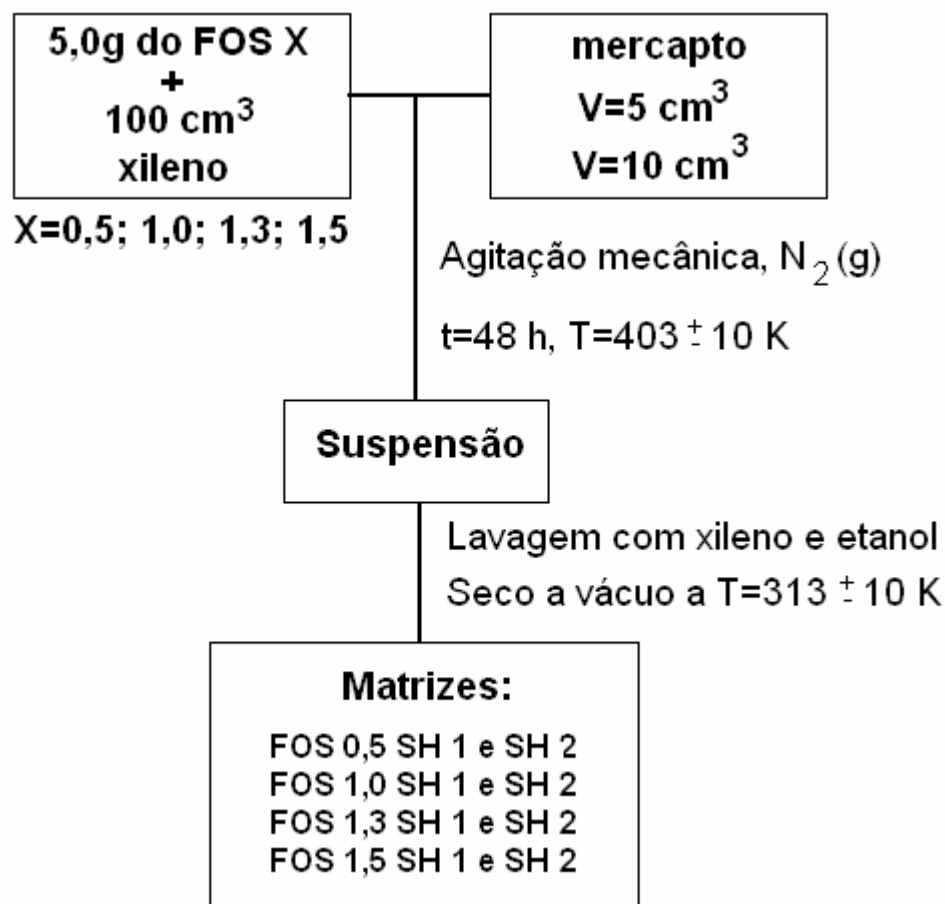 5,0g do FOS X
+
100 cm³
xileno
X=0,5; 1,0; 1,3; 1,5
mercapto
V=5 cm³
V=10 cm³
Agitação mecânica, N₂(g)
t=48 h, T=403 ± 10 K
Suspensão
Lavagem com xileno e etanol
Seco a vácuo a T=313 ± 10 K
Matrizes:
FOS 0,5 SH 1 e SH 2
FOS 1,0 SH 1 e SH 2
FOS 1,3 SH 1 e SH 2
FOS 1,5 SH 1 e SH 2